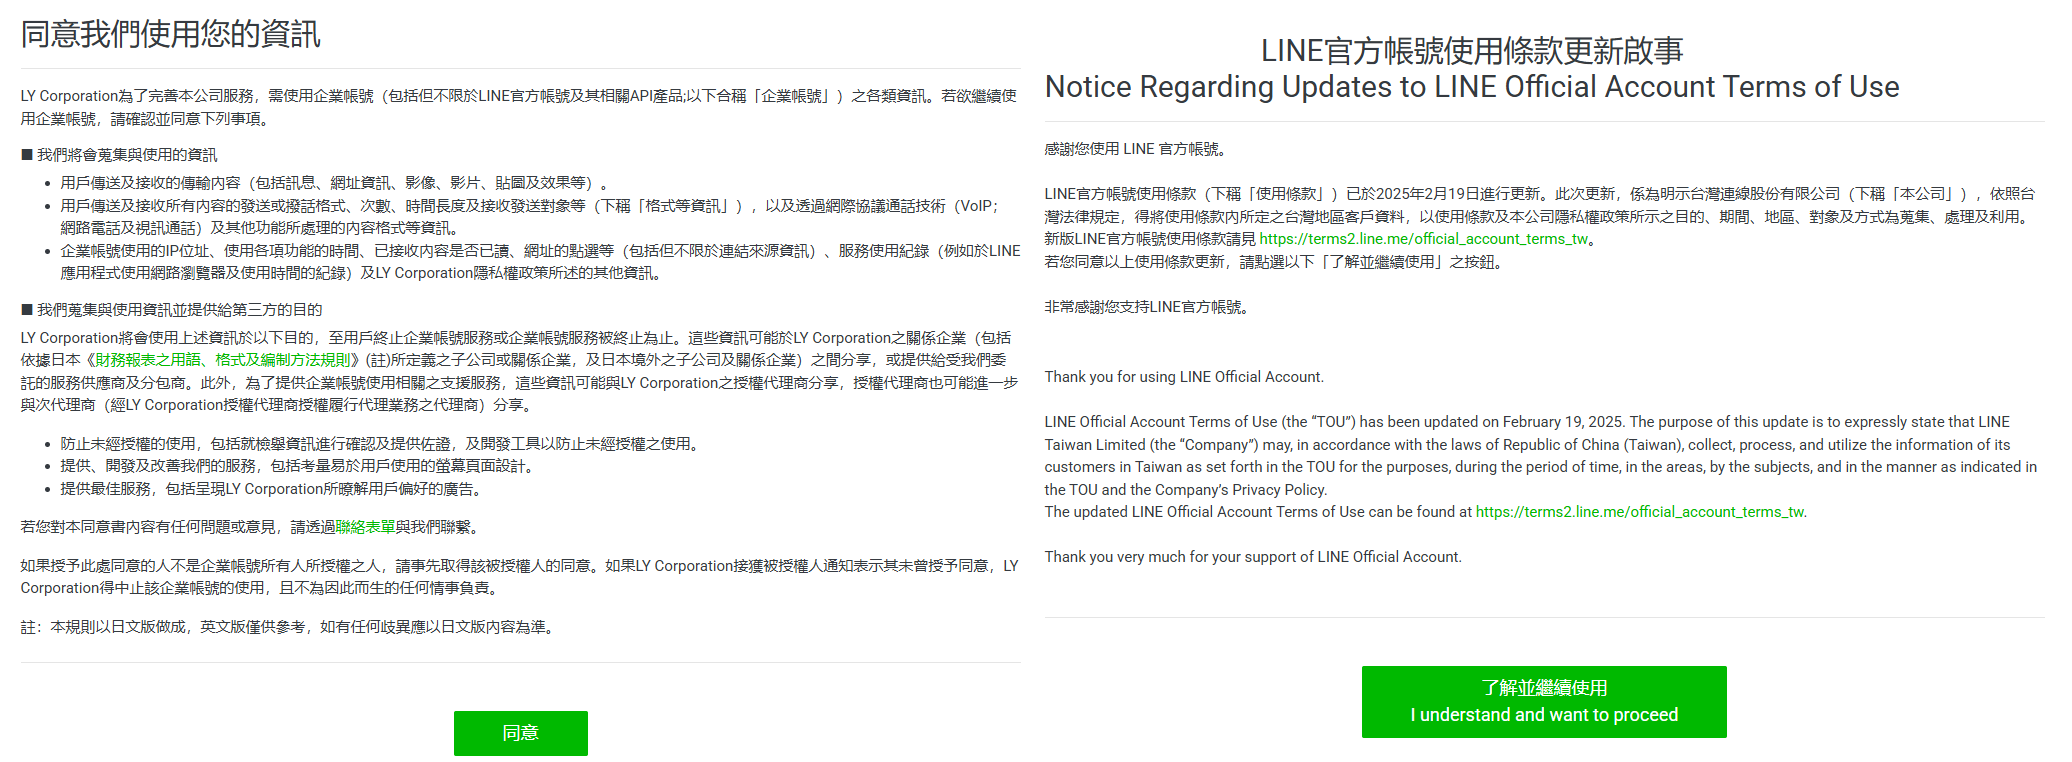 同意我們使用您的資訊
LY Corporation為了完善本公司服務，需使用企業帳號（包括但不限於LINE官方帳號及其相關API產品;以下合稱「企業帳號」）之各類資訊。若欲繼續使
用企業帳號，請確認並同意下列事項。
■ 我們將會蒐集與使用的資訊
• 用戶傳送及接收的傳輸內容（包括訊息、網址資訊、影像、影片、貼圖及效果等）。
• 用戶傳送及接收所有內容的發送或撥話格式、次數、時間長度及接收發送對象等（下稱「格式等資訊」），以及透過網際協議通話技術（VoIP；
網路電話及視訊通話）及其他功能所處理的內容格式等資訊。
• 企業帳號使用的IP位址、使用各項功能的時間、已接收內容是否已讀、網址的點選等（包括但不限於連結來源資訊）、服務使用紀錄（例如於LINE
應用程式使用網路瀏覽器及使用時間的紀錄）及LY Corporation隱私權政策所述的其他資訊。
■ 我們蒐集與使用資訊並提供給第三方的目的
LY Corporation將會使用上述資訊於以下目的，至用戶終止企業帳號服務或企業帳號服務被終止為止。這些資訊可能於LY Corporation之關係企業（包括
依據日本《財務報表之用語、格式及編制方法規則》(註)所定義之子公司或關係企業，及日本境外之子公司及關係企業）之間分享，或提供給受我們委
託的服務供應商及分包商。此外，為了提供企業帳號使用相關之支援服務，這些資訊可能與LY Corporation之授權代理商分享，授權代理商也可能進一步
與次代理商（經LY Corporation授權代理商授權履行代理業務之代理商）分享。
• 防止未經授權的使用，包括就檢舉資訊進行確認及提供佐證，及開發工具以防止未經授權之使用。
• 提供、開發及改善我們的服務，包括考量易於用戶使用的螢幕頁面設計。
• 提供最佳服務，包括呈現LY Corporation所瞭解用戶偏好的廣告。
若您對本同意書內容有任何問題或意見，請透過聯絡表單與我們聯繫。
如果授予此處同意的人不是企業帳號所有人所授權之人，請事先取得該被授權人的同意。如果LY Corporation接獲被授權人通知表示其未曾授予同意，LY
Corporation得中止該企業帳號的使用，且不為因此而生的任何情事負責。
註：本規則以日文版做成，英文版僅供參考，如有任何歧異應以日文版內容為準。
同意
LINE官方帳號使用條款更新啟事
Notice Regarding Updates to LINE Official Account Terms of Use
感謝您使用 LINE 官方帳號。
LINE官方帳號使用條款（下稱「使用條款」）已於2025年2月19日進行更新。此次更新，係為明示台灣連線股份有限公司（下稱「本公司」），依照台
灣法律規定，得將使用條款內所定之台灣地區客戶資料，以使用條款及本公司隱私權政策所示之目的、期間、地區、對象及方式為蒐集、處理及利用。
新版LINE官方帳號使用條款請見 https://terms2.line.me/official_account_terms_tw。
若您同意以上使用條款更新，請點選以下「了解並繼續使用」之按鈕。
非常感謝您支持LINE官方帳號。
Thank you for using LINE Official Account.
LINE Official Account Terms of Use (the “TOU”) has been updated on February 19, 2025. The purpose of this update is to expressly state that LINE
Taiwan Limited (the “Company”) may, in accordance with the laws of Republic of China (Taiwan), collect, process, and utilize the information of its
customers in Taiwan as set forth in the TOU for the purposes, during the period of time, in the areas, by the subjects, and in the manner as indicated in
the TOU and the Company’s Privacy Policy.
The updated LINE Official Account Terms of Use can be found at https://terms2.line.me/official_account_terms_tw.
Thank you very much for your support of LINE Official Account.
了解並繼續使用
I understand and want to proceed